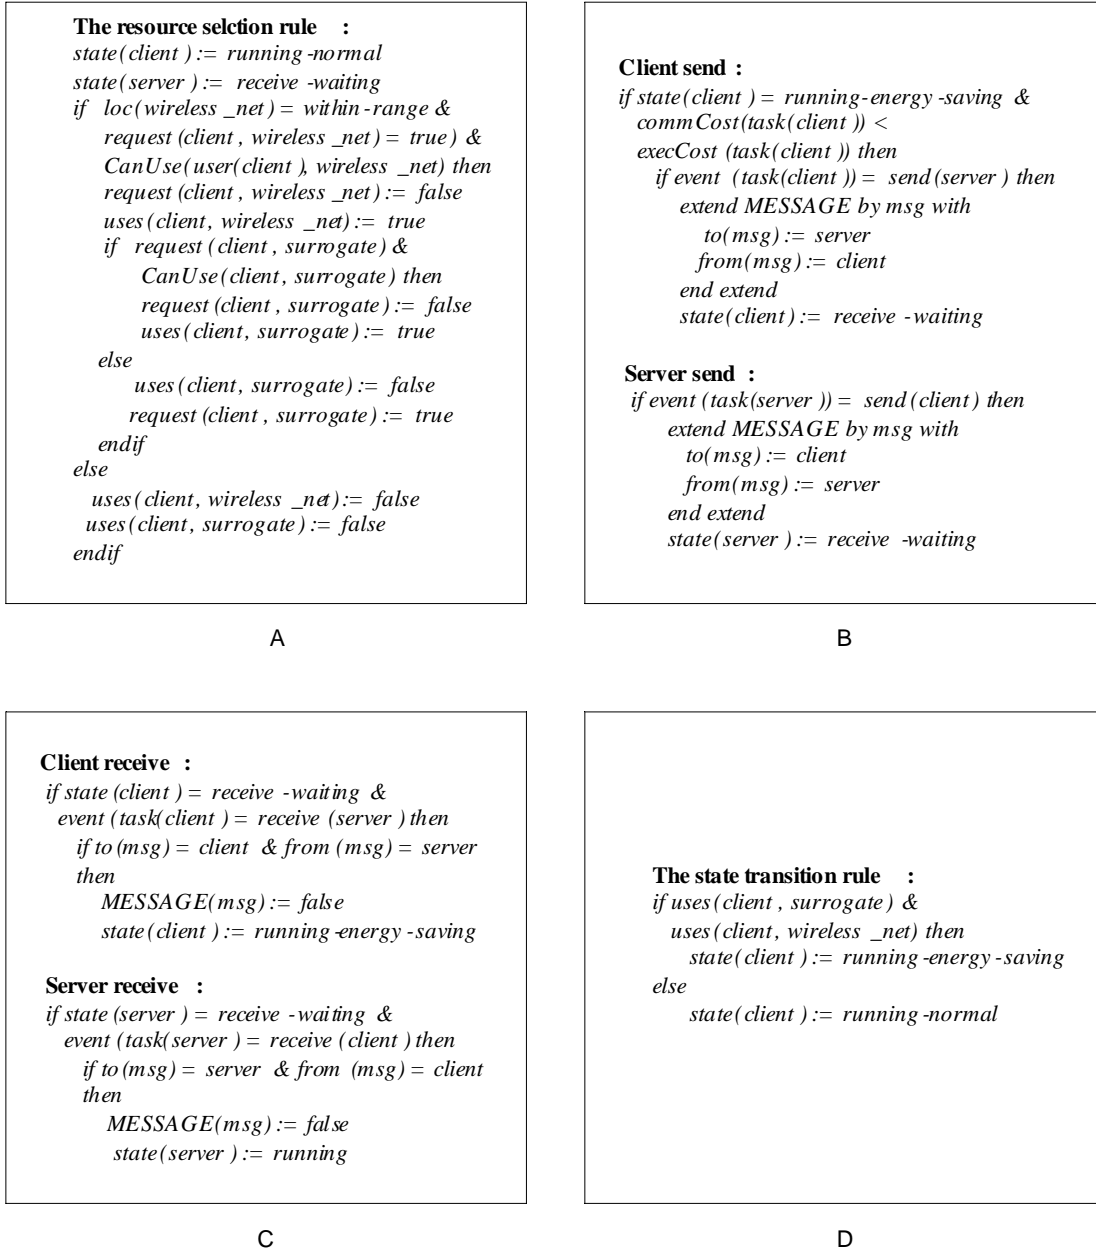 The resource selction rule :
state(client) := running-normal
state(server) := receive-waiting
if loc(wireless_net) = within-range &
request(client, wireless_net) = true) &
CanUse(user(client), wireless_net) then
request(client, wireless_net) := false
uses(client, wireless_net) := true
if request(client, surrogate) &
CanUse(client, surrogate) then
request(client, surrogate) := false
uses(client, surrogate) := true
else
uses(client, surrogate) := false
request(client, surrogate) := true
endif
else
uses(client, wireless_net) := false
uses(client, surrogate) := false
endif
A
Client send :
if state(client) = running-energy-saving &
commCost(task(client)) <
execCost (task(client)) then
if event (task(client)) = send(server) then
extend MESSAGE by msg with
to(msg) := server
from(msg) := client
end extend
state(client) := receive-waiting
Server send :
if event (task(server)) = send(client) then
extend MESSAGE by msg with
to(msg) := client
from(msg) := server
end extend
state(server) := receive-waiting
B
Client receive :
if state (client) = receive-waiting &
event (task(client) = receive (server) then
if to(msg) = client & from (msg) = server
then
MESSAGE(msg) := false
state(client) := running-energy-saving
Server receive :
if state (server) = receive-waiting &
event (task(server) = receive (client) then
if to(msg) = server & from (msg) = client
then
MESSAGE(msg) := false
state(server) := running
C
The state transition rule :
if uses(client, surrogate) &
uses(client, wireless_net) then
state(client) := running-energy-saving
else
state(client) := running-normal
D